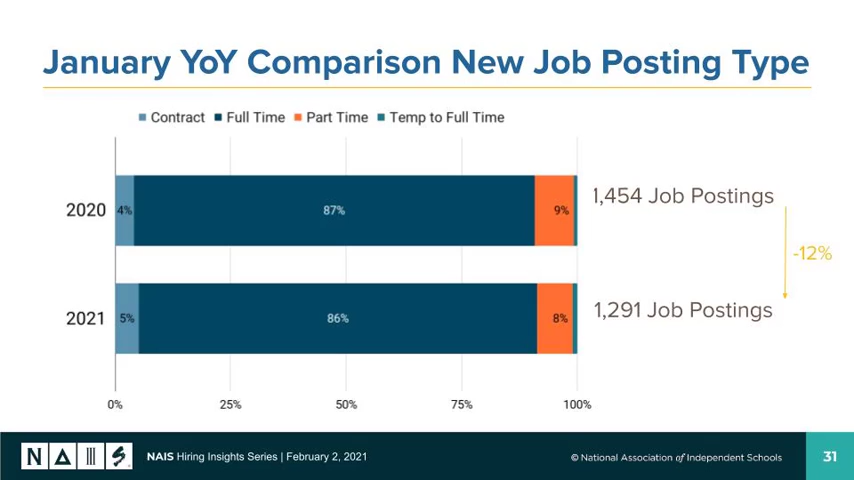 January YoY Comparison New Job Posting Type
Contract Full Time Part Time Temp to Full Time
2020 4% 87% 9% 1,454 Job Postings
-12%
2021 5% 86% 8% 1,291 Job Postings
0% 25% 50% 75% 100%
NAIS NAIS Hiring Insights Series | February 2, 2021 © National Association of Independent Schools 31